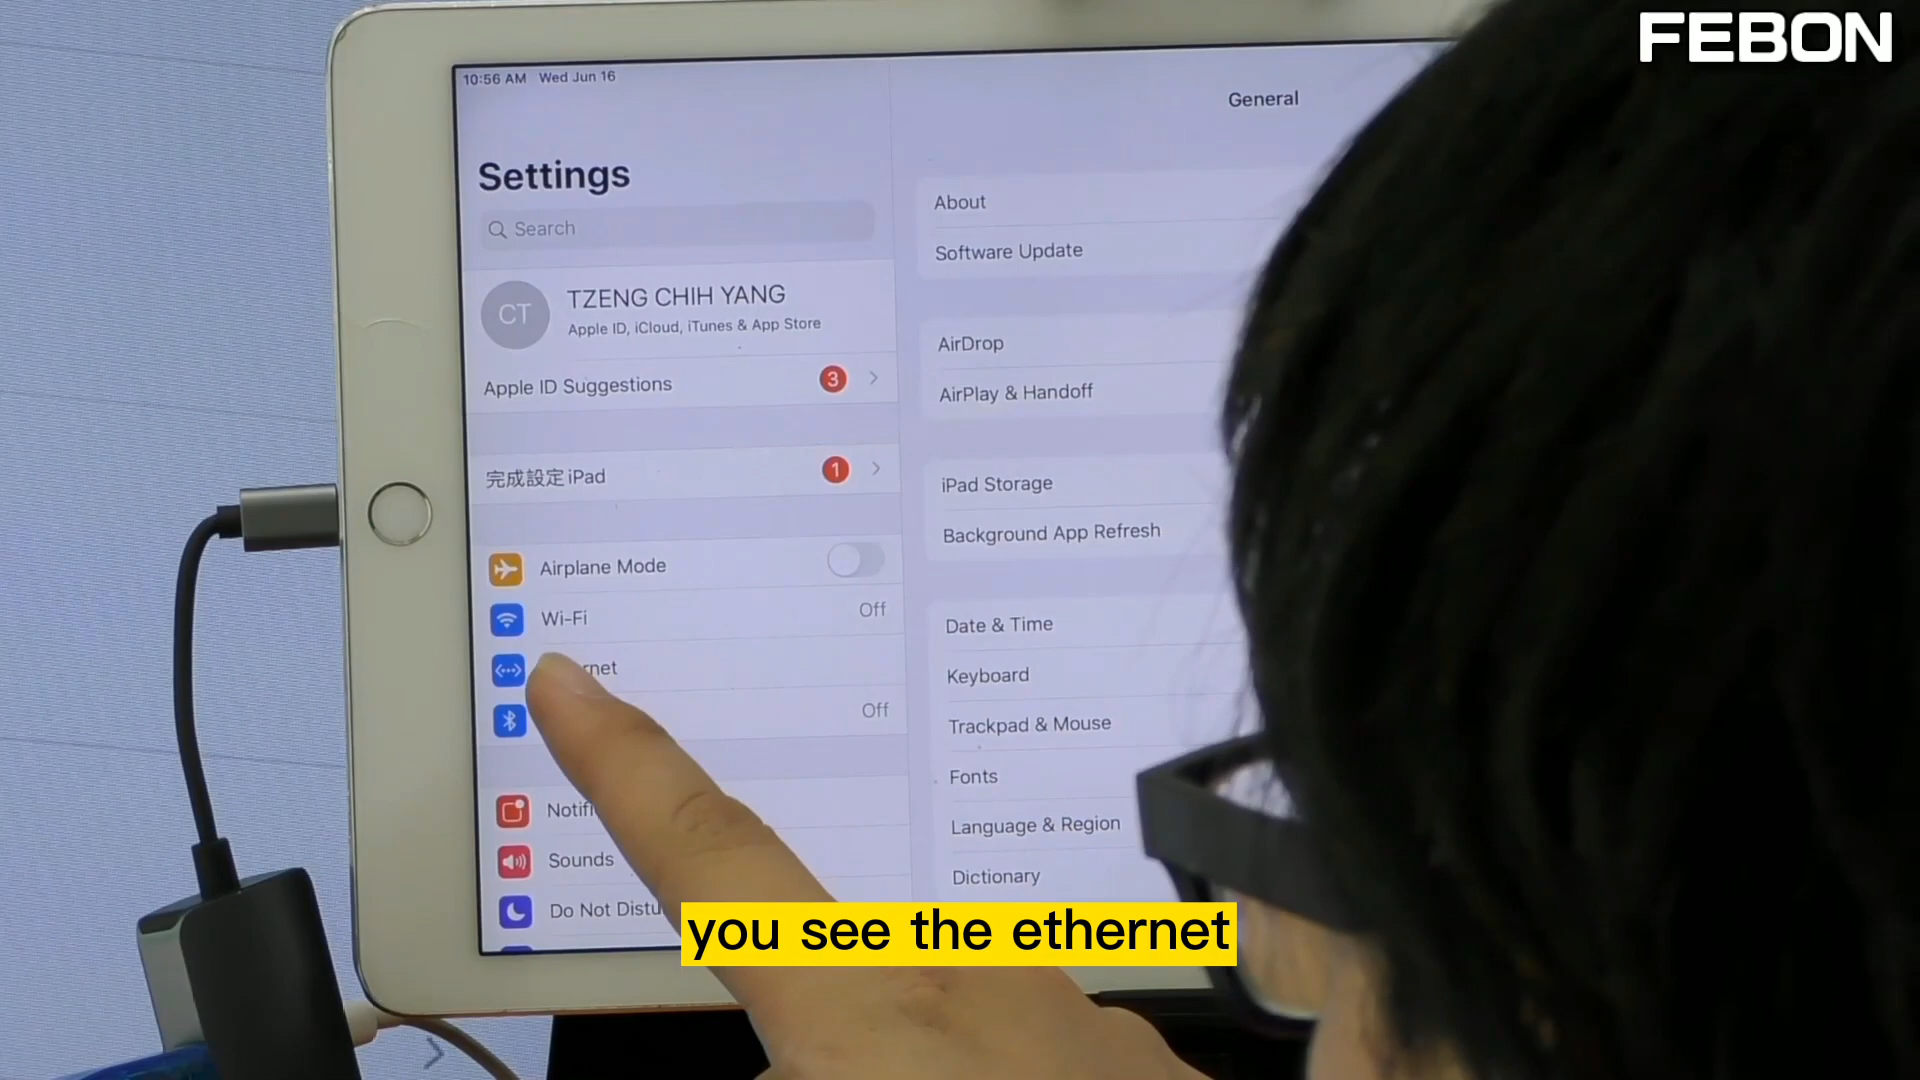 FEBON
10:56 AM Wed Jun 16
General
Settings
Search
About
Software Update
CT
TZENG CHIH YANG
Apple ID, iCloud, iTunes & App Store
AirDrop
Apple ID Suggestions
3
AirPlay & Handoff
完成設定 iPad
1
iPad Storage
Background App Refresh
Airplane Mode
Wi-Fi
Off
Date & Time
rnet
Keyboard
Off
Trackpad & Mouse
Fonts
Notifi
Language & Region
Sounds
Dictionary
Do Not Distu
you see the ethernet